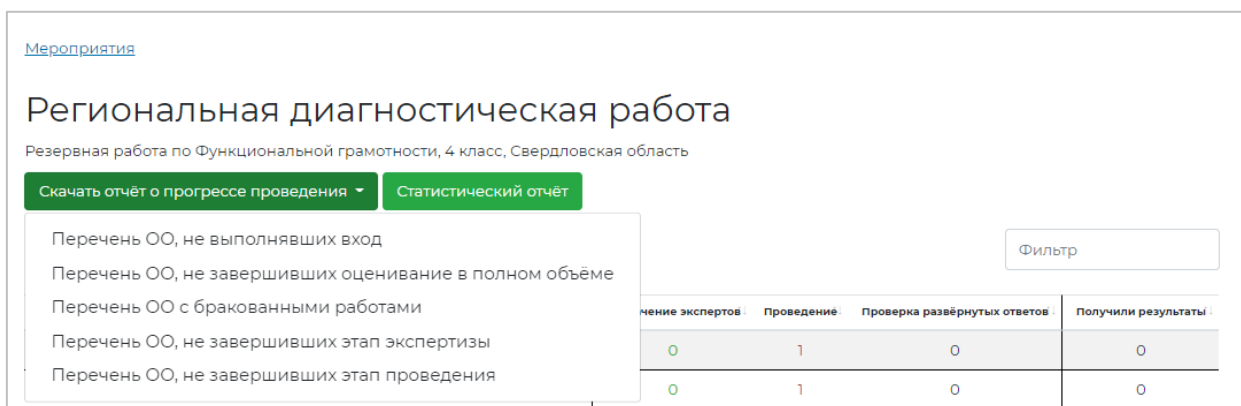 Мероприятия
Региональная диагностическая работа
Резервная работа по Функциональной грамотности, 4 класс, Свердловская область
Скачать отчёт о прогрессе проведения Статистический отчёт
Перечень ОО, не выполнявших вход
Фильтр
Перечень ОО, не завершивших оценивание в полном объёме
Перечень ОО с бракованными работами
экспертов Проведение Проверка развёрнутых ответов Получили результаты
Перечень ОО, не завершивших этап экспертизы
0 1 0 0
Перечень ОО, не завершивших этап проведения
0 1 0 0